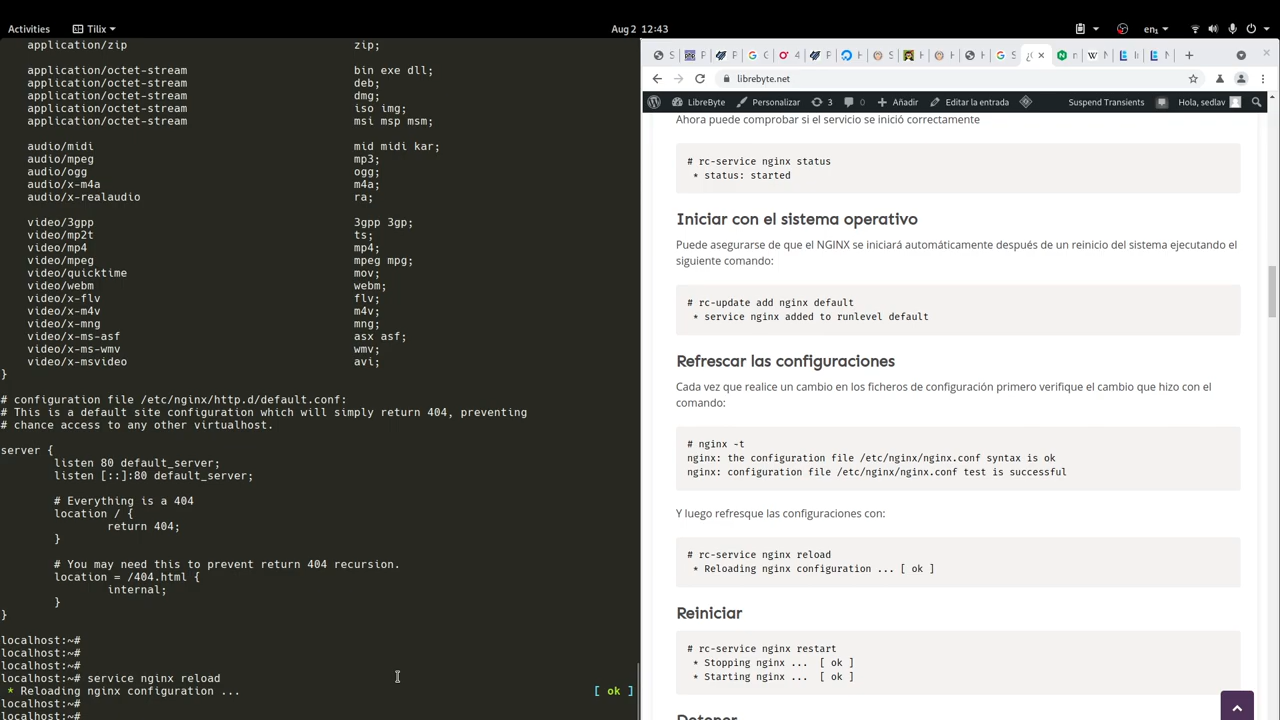 Activities
Tilix
Aug 2 12:43
en₁
application/zip zip;
application/octet-stream bin exe dll;
application/octet-stream deb;
application/octet-stream dmg;
application/octet-stream iso img;
application/octet-stream msi msp msm;
audio/midi mid midi kar;
audio/mpeg mp3;
audio/ogg ogg;
audio/x-m4a m4a;
audio/x-realaudio ra;
video/3gpp 3gpp 3gp;
video/mp2t ts;
video/mp4 mp4;
video/mpeg mpeg mpg;
video/quicktime mov;
video/webm webm;
video/x-flv flv;
video/x-m4v m4v;
video/x-mng mng;
video/x-ms-asf asx asf;
video/x-ms-wmv wmv;
video/x-msvideo avi;
}
# configuration file /etc/nginx/http.d/default.conf:
# This is a default site configuration which will simply return 404, preventing
# chance access to any other virtualhost.
server {
listen 80 default_server;
listen [::]:80 default_server;
# Everything is a 404
location / {
return 404;
}
# You may need this to prevent return 404 recursion.
location = /404.html {
internal;
}
}
localhost:~#
localhost:~#
localhost:~#
localhost:~# service nginx reload
* Reloading nginx configuration ... [ ok ]
localhost:~#
localhost:~#
librebyte.net
LibreByte
Personalizar
3
0
Añadir
Editar la entrada
Suspend Transients
Hola, sedlav
Ahora puede comprobar si el servicio se inició correctamente
# rc-service nginx status
* status: started
Iniciar con el sistema operativo
Puede asegurarse de que el NGINX se iniciará automáticamente después de un reinicio del sistema ejecutando el
siguiente comando:
# rc-update add nginx default
* service nginx added to runlevel default
Refrescar las configuraciones
Cada vez que realice un cambio en los ficheros de configuración primero verifique el cambio que hizo con el
comando:
# nginx -t
nginx: the configuration file /etc/nginx/nginx.conf syntax is ok
nginx: configuration file /etc/nginx/nginx.conf test is successful
Y luego refresque las configuraciones con:
# rc-service nginx reload
* Reloading nginx configuration ... [ ok ]
Reiniciar
# rc-service nginx restart
* Stopping nginx ... [ ok ]
* Starting nginx ... [ ok ]
Detener